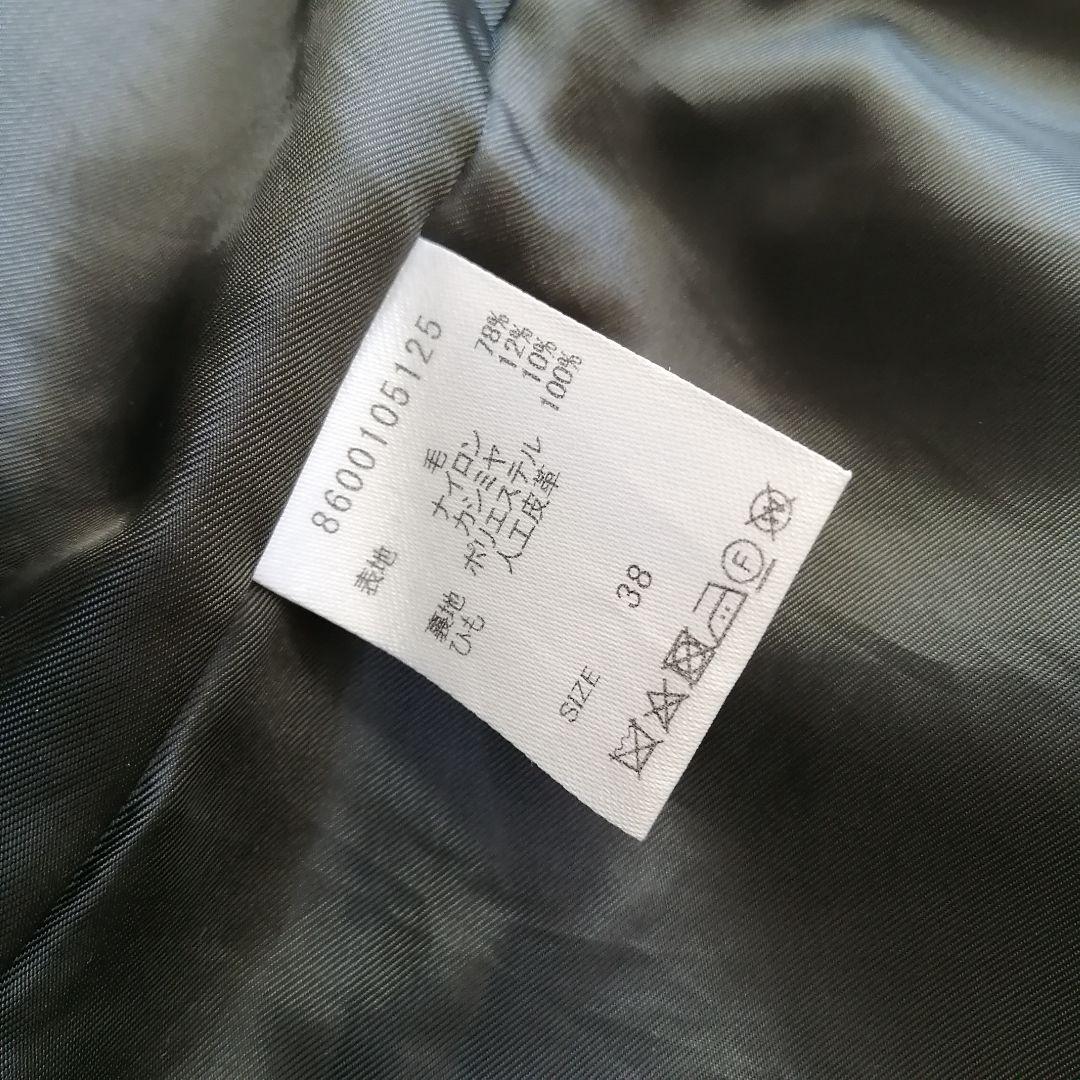 8600105125
表地 毛 78%
ナイロン 12%
カシミヤ 10%
裏地 ポリエステル 100%
ひも 人工皮革
SIZE 38
F
W